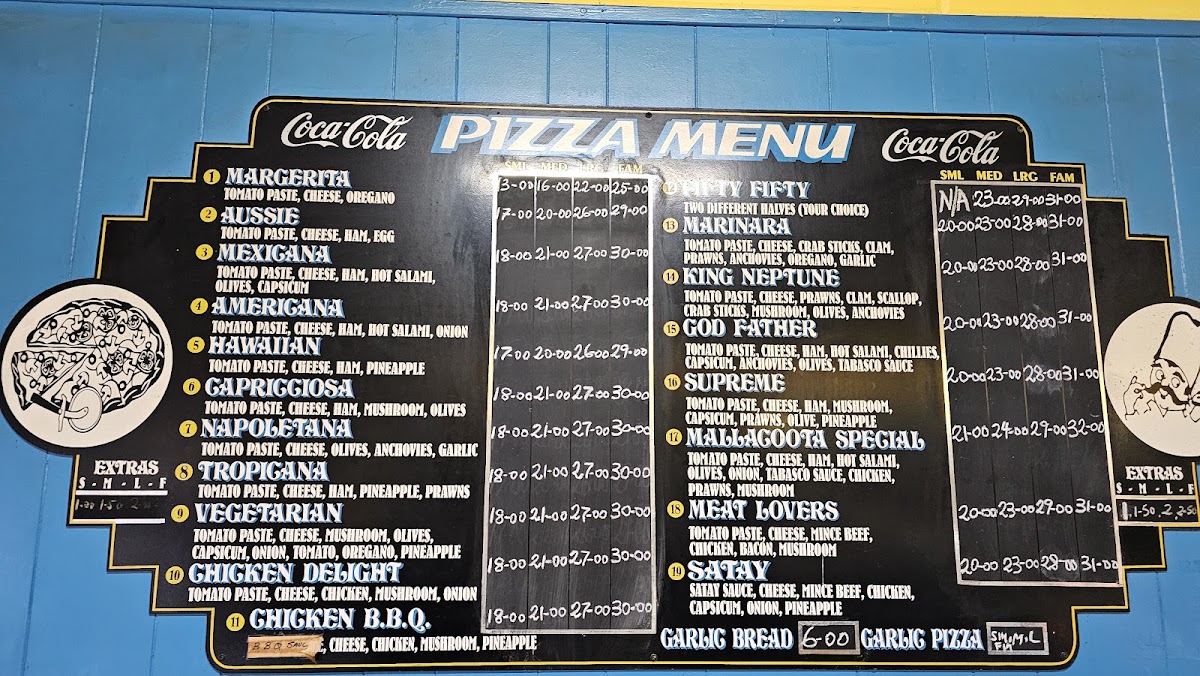 Coca-Cola PIZZA MENU Coca-Cola
SML MED LRG FAM
1 MARGERITA 13-00 16-00 22-00 25-00
TOMATO PASTE, CHEESE, OREGANO
2 AUSSIE 17-00 20-00 26-00 29-00
TOMATO PASTE, CHEESE, HAM, EGG
3 MEXICANA 18-00 21-00 27-00 30-00
TOMATO PASTE, CHEESE, HAM, HOT SALAMI,
OLIVES, CAPSICUM
4 AMERICANA 18-00 21-00 27-00 30-00
TOMATO PASTE, CHEESE, HAM, HOT SALAMI, ONION
5 HAWAIIAN 17-00 20-00 26-00 29-00
TOMATO PASTE, CHEESE, HAM, PINEAPPLE
6 CAPRICCIOSA 18-00 21-00 27-00 30-00
TOMATO PASTE, CHEESE, HAM, MUSHROOM, OLIVES
7 NAPOLETANA 18-00 21-00 27-00 30-00
TOMATO PASTE, CHEESE, OLIVES, ANCHOVIES, GARLIC
8 TROPICANA 18-00 21-00 27-00 30-00
TOMATO PASTE, CHEESE, HAM, PINEAPPLE, PRAWNS
9 VEGETARIAN 18-00 21-00 27-00 30-00
TOMATO PASTE, CHEESE, MUSHROOM, OLIVES,
CAPSICUM, ONION, TOMATO, OREGANO, PINEAPPLE
10 CHICKEN DELIGHT 18-00 21-00 27-00 30-00
TOMATO PASTE, CHEESE, CHICKEN, MUSHROOM, ONION
11 CHICKEN B.B.Q. 18-00 21-00 27-00 30-00
B.B.Q SAUCE, CHEESE, CHICKEN, MUSHROOM, PINEAPPLE
SML MED LRG FAM
12 FIFTY FIFTY N/A 23-00 29-00 31-00
TWO DIFFERENT HALVES (YOUR CHOICE)
13 MARINARA 20-00 23-00 28-00 31-00
TOMATO PASTE, CHEESE, CRAB STICKS, CLAM,
PRAWNS, ANCHOVIES, OREGANO, GARLIC
14 KING NEPTUNE 20-00 23-00 28-00 31-00
TOMATO PASTE, CHEESE, PRAWNS, CLAM, SCALLOP,
CRAB STICKS, MUSHROOM, OLIVES, ANCHOVIES
15 GOD FATHER 20-00 23-00 28-00 31-00
TOMATO PASTE, CHEESE, HAM, HOT SALAMI, CHILLIES,
CAPSICUM, ANCHOVIES, OLIVES, TABASCO SAUCE
16 SUPREME 20-00 23-00 28-00 31-00
TOMATO PASTE, CHEESE, HAM, MUSHROOM,
CAPSICUM, PRAWNS, OLIVE, PINEAPPLE
17 MALLACOOTA SPECIAL 21-00 24-00 29-00 32-00
TOMATO PASTE, CHEESE, HAM, HOT SALAMI,
OLIVES, ONION, TABASCO SAUCE, CHICKEN,
PRAWNS, MUSHROOM
18 MEAT LOVERS 20-00 23-00 27-00 31-00
TOMATO PASTE, CHEESE, MINCE BEEF,
CHICKEN, BACON, MUSHROOM
19 SATAY 20-00 23-00 28-00 31-00
SATAY SAUCE, CHEESE, MINCE BEEF, CHICKEN,
CAPSICUM, ONION, PINEAPPLE
GARLIC BREAD 6-00 GARLIC PIZZA
EXTRAS
S - M - L - F
EXTRAS
S - M - L - F
1.50 2 2.50